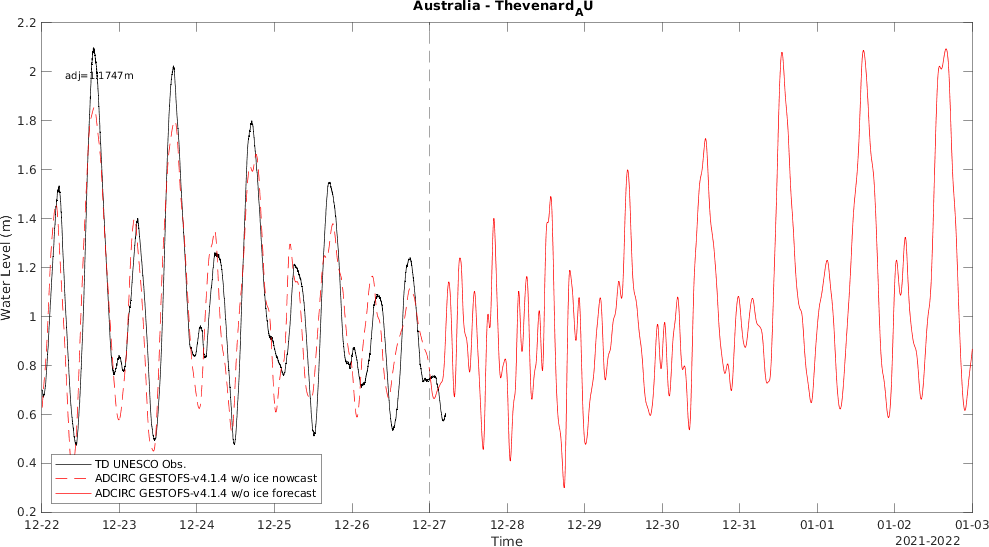 Australia - Thevenard_AU
2.2
2
1.8
1.6
1.4
1.2
1
0.8
0.6
0.4
0.2
Water Level (m)
adj=1.1747m
TD UNESCO Obs.
ADCIRC GESTOFS-v4.1.4 w/o ice nowcast
ADCIRC GESTOFS-v4.1.4 w/o ice forecast
12-22 12-23 12-24 12-25 12-26 12-27 12-28 12-29 12-30 12-31 01-01 01-02 01-03
Time
2021-2022